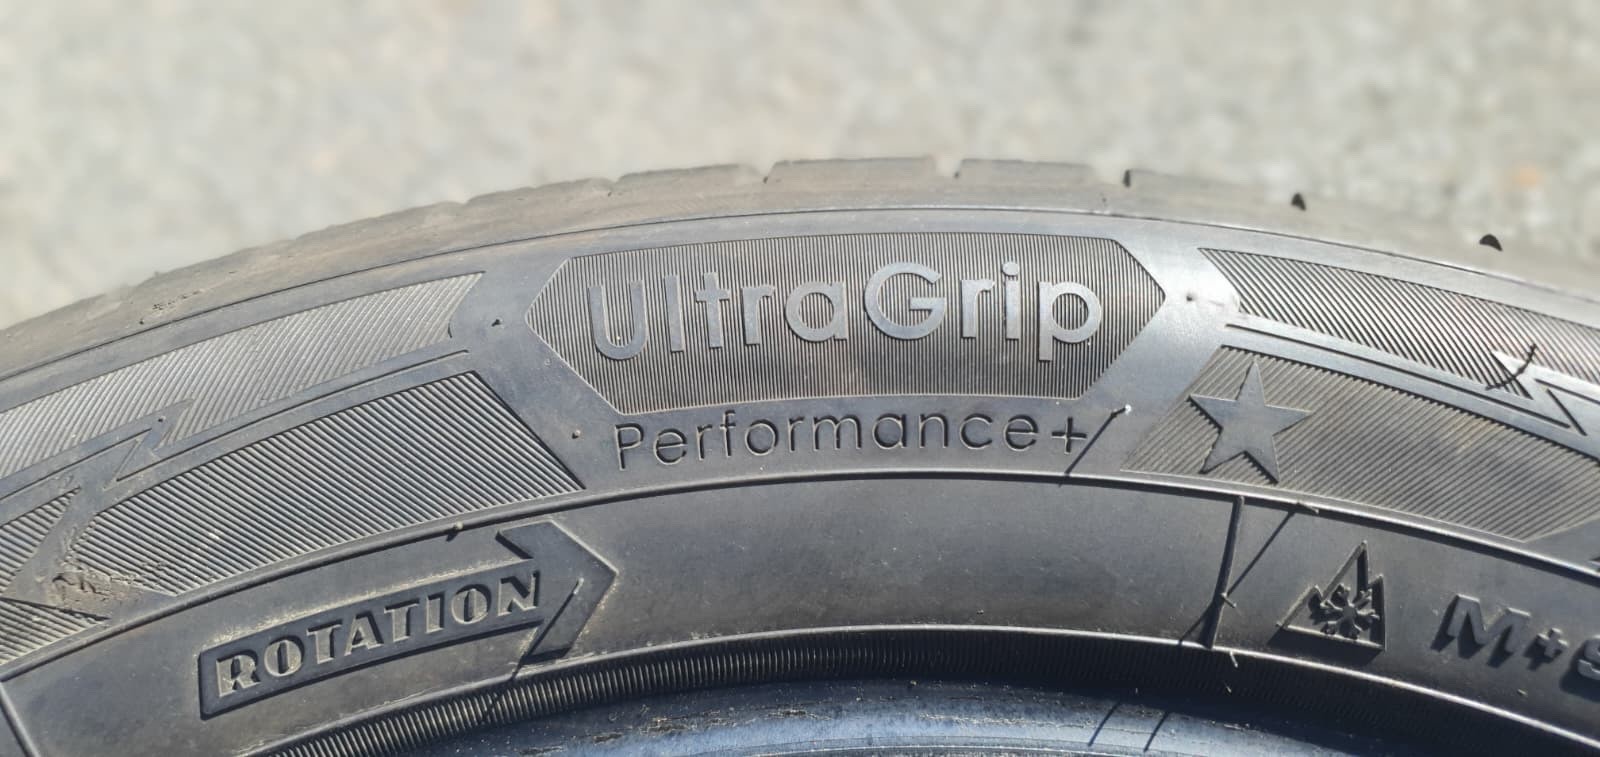 UltraGrip
Performance+
ROTATION
M+S